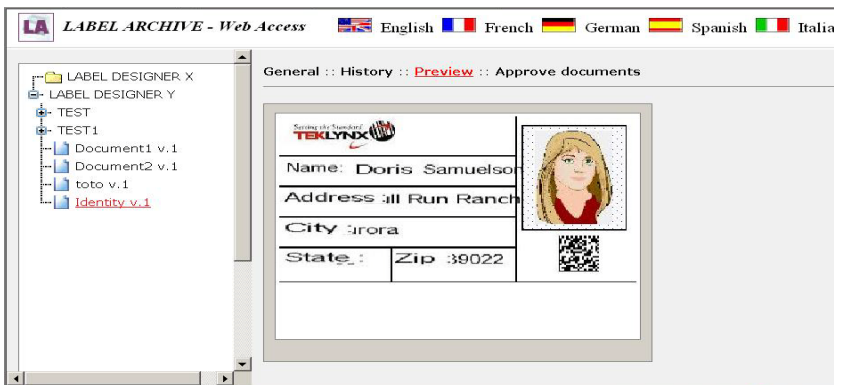 LA LABEL ARCHIVE - Web Access English French German Spanish Italia
LABEL DESIGNER X
LABEL DESIGNER Y
TEST
TEST1
Document1 v.1
Document2 v.1
toto v.1
Identity v.1
General :: History :: Preview :: Approve documents
TEKLYNX
Name: Doris Samuelson
Address : ill Run Ranch
City : irora
State : Zip : 39022